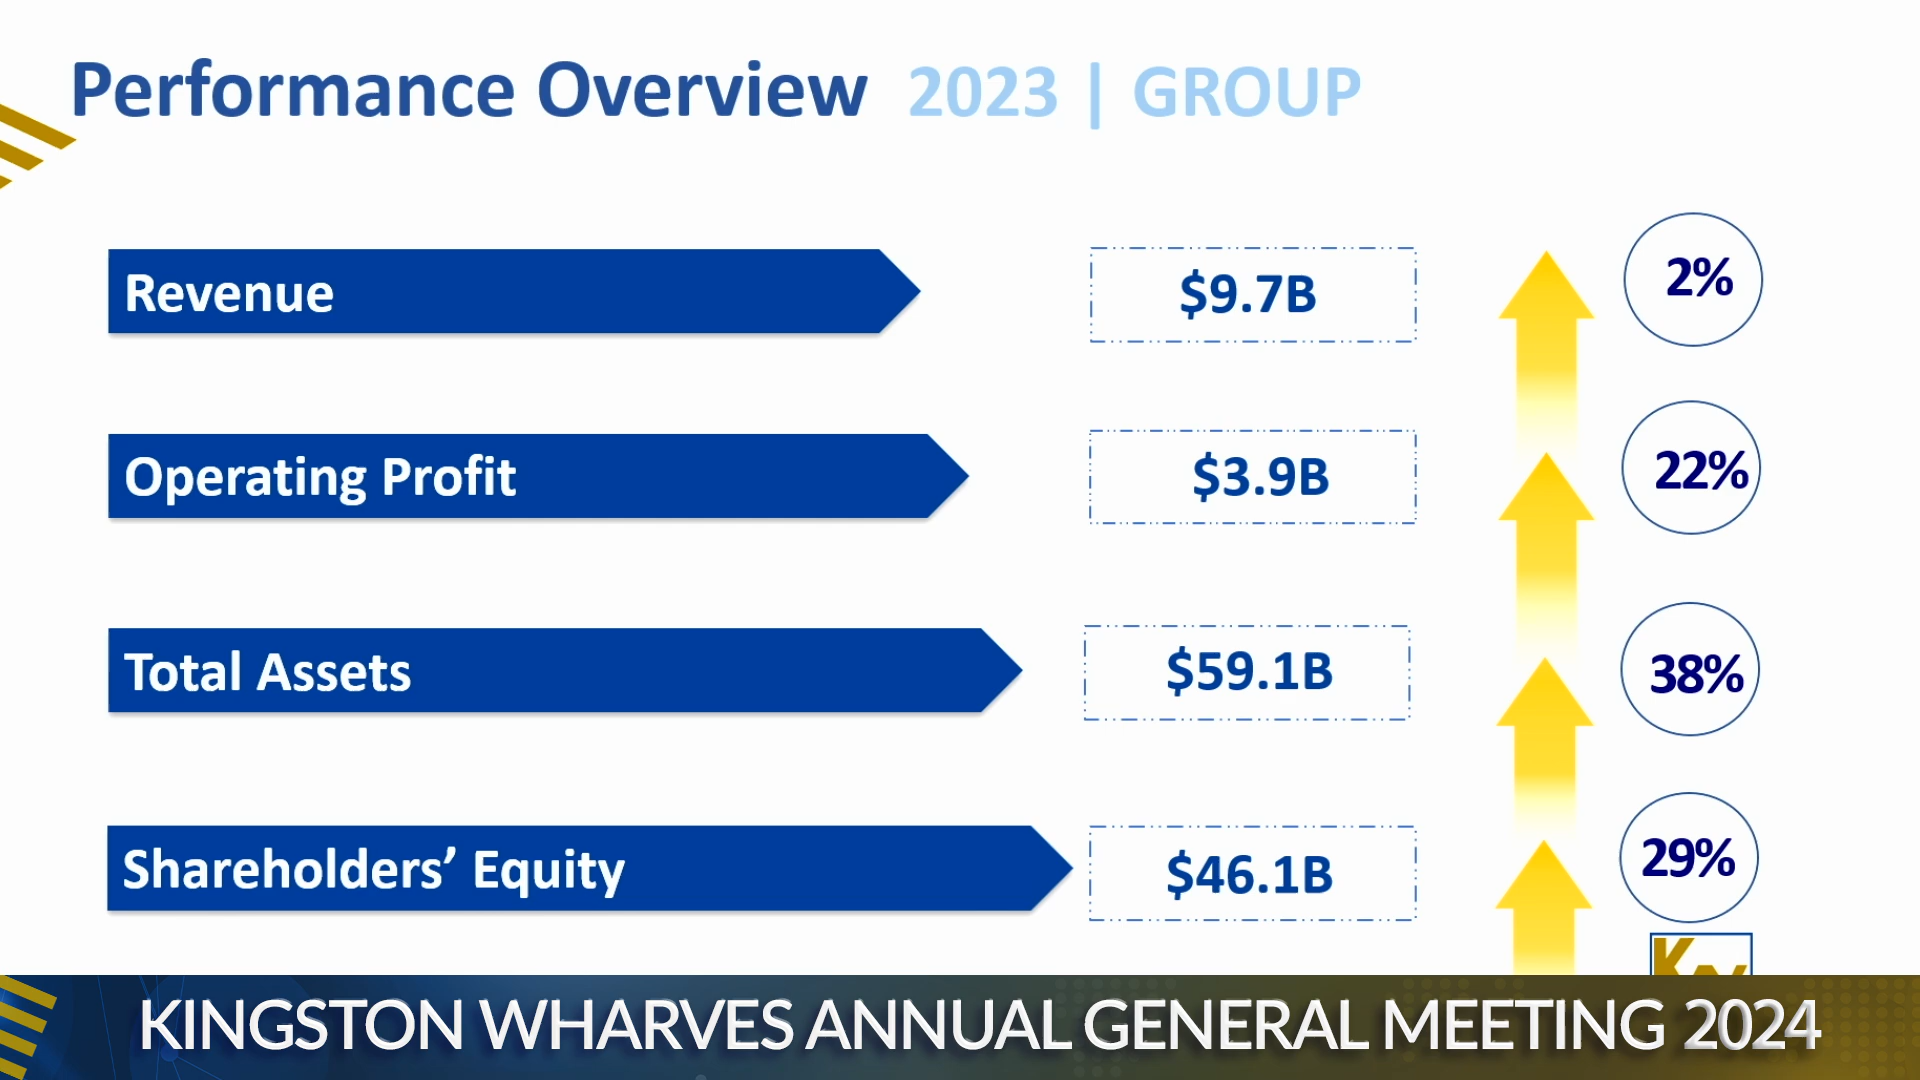 Performance Overview 2023 | GROUP
Revenue $9.7B 2%
Operating Profit $3.9B 22%
Total Assets $59.1B 38%
Shareholders’ Equity $46.1B 29%
KINGSTON WHARVES ANNUAL GENERAL MEETING 2024